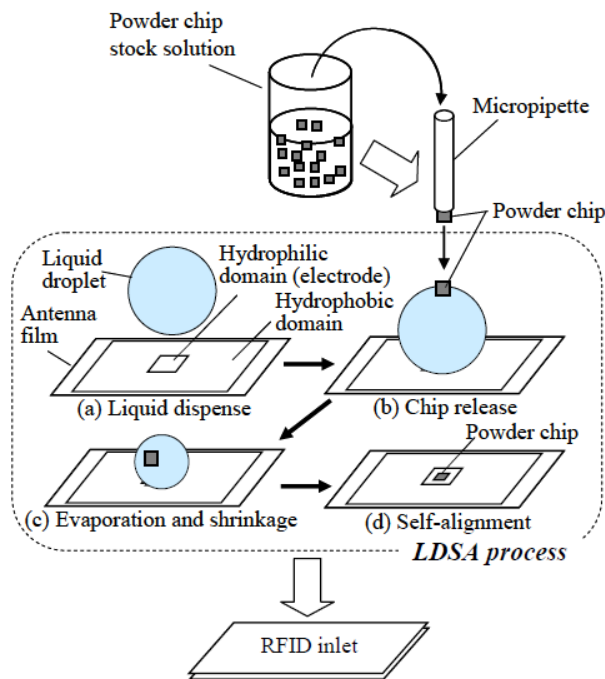 Powder chip
stock solution
Micropipette
Powder chip
Liquid
droplet
Hydrophilic
domain (electrode)
Hydrophobic
domain
Antenna
film
(a) Liquid dispense
(b) Chip release
Powder chip
(c) Evaporation and shrinkage
(d) Self-alignment
LDSA process
RFID inlet